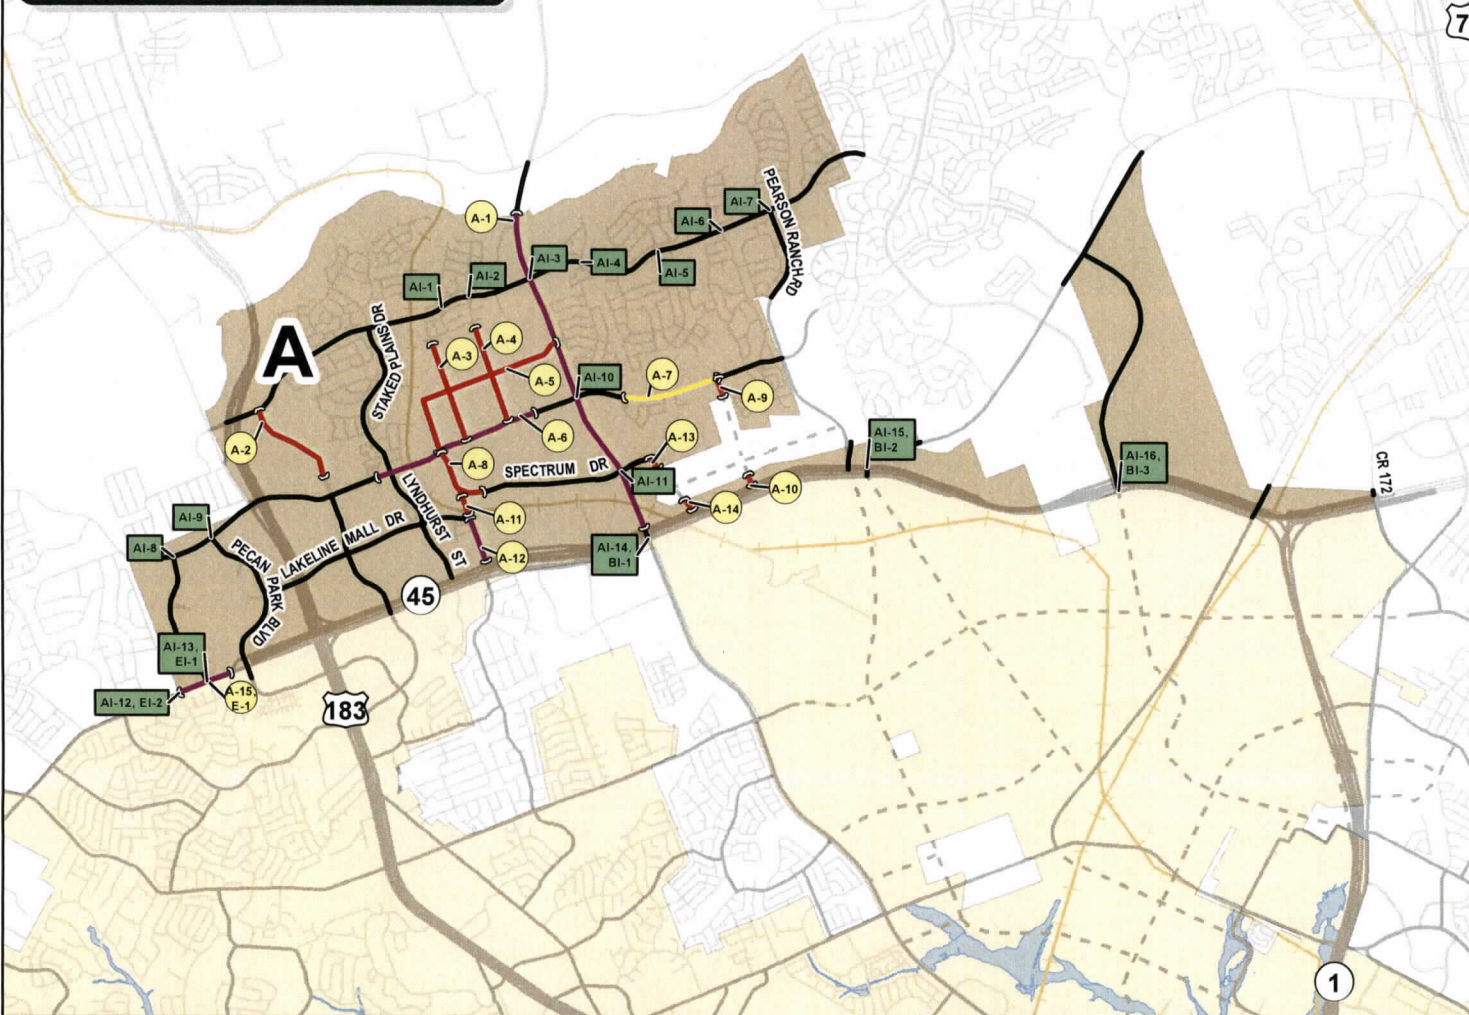 7
A-1
PEARSON RANCH RD
AI-7
AI-6
AI-3
AI-4
AI-5
AI-2
AI-1
STAKED PLAINS DR
A
A-4
A-3
A-5
AI-10
A-7
A-9
A-2
A-6
A-13
AI-15,
BI-2
A-8
SPECTRUM DR
AI-11
AI-16,
BI-3
CR 172
A-10
A-14
LYNDHURST ST
A-11
AI-9
LAKELINE MALL DR
AI-8
PECAN PARK BLVD
A-12
AI-14,
BI-1
45
AI-13,
EI-1
AI-12, EI-2
A-15,
E-1
183
1